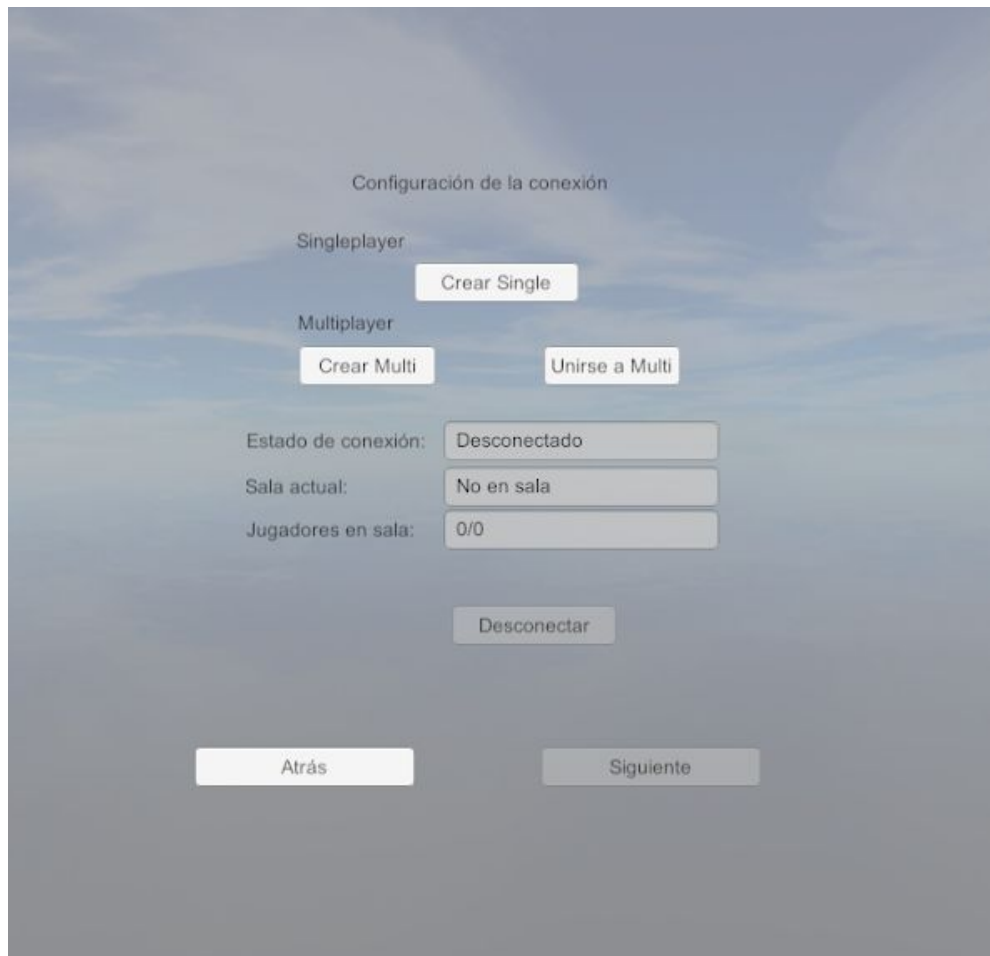 Configuración de la conexión
Singleplayer
Crear Single
Multiplayer
Crear Multi Unirse a Multi
Estado de conexión: Desconectado
Sala actual: No en sala
Jugadores en sala: 0/0
Desconectar
Atrás Siguiente